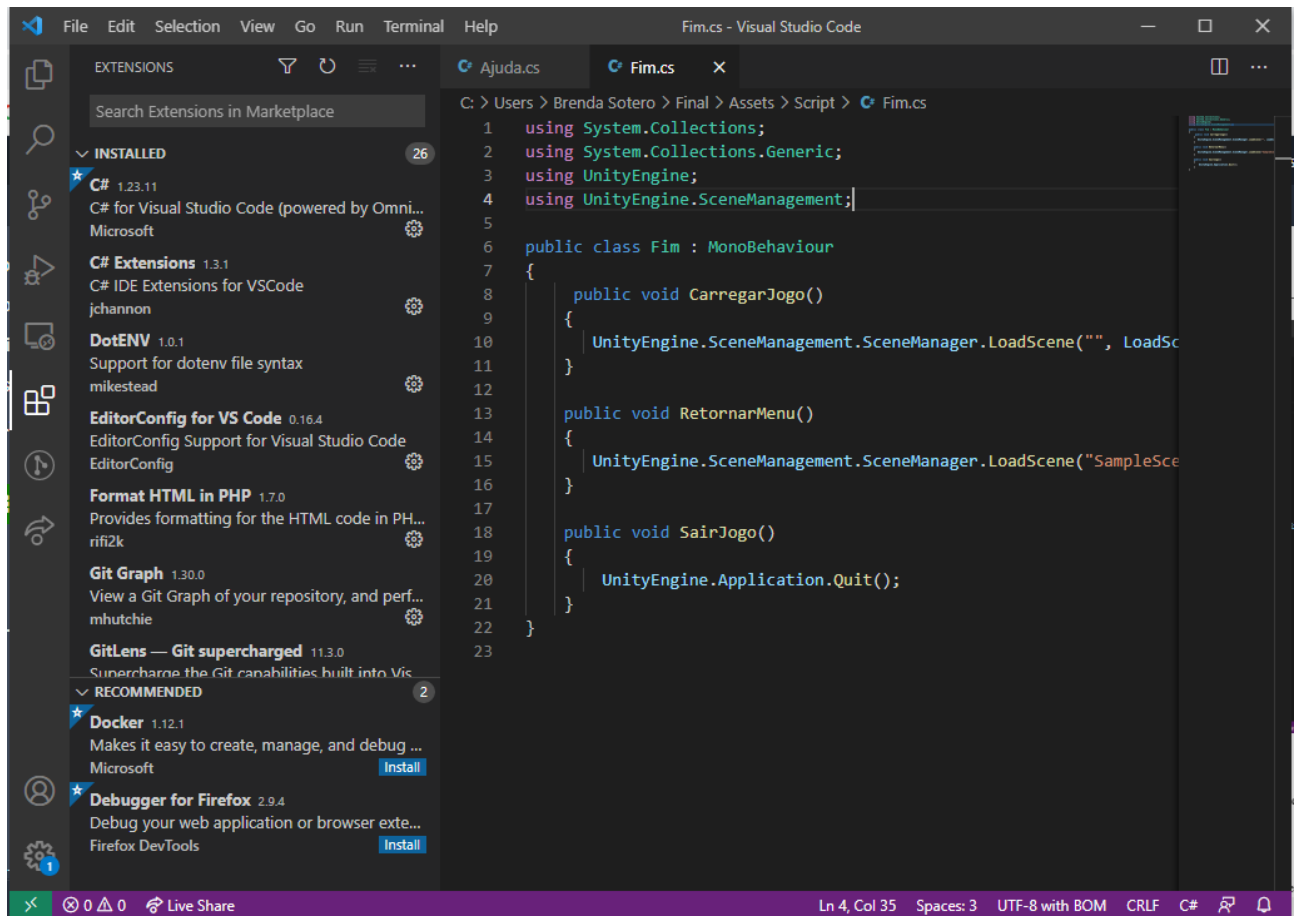 File Edit Selection View Go Run Terminal Help Fim.cs - Visual Studio Code
EXTENSIONS
Search Extensions in Marketplace
INSTALLED 26
C# 1.23.11
C# for Visual Studio Code (powered by Omni...
Microsoft
C# Extensions 1.3.1
C# IDE Extensions for VSCode
jchannon
DotENV 1.0.1
Support for dotenv file syntax
mikestead
EditorConfig for VS Code 0.16.4
EditorConfig Support for Visual Studio Code
EditorConfig
Format HTML in PHP 1.7.0
Provides formatting for the HTML code in PH...
rifi2k
Git Graph 1.30.0
View a Git Graph of your repository, and perf...
mhutchie
GitLens — Git supercharged 11.3.0
Supercharge the Git capabilities built into Vis
RECOMMENDED 2
Docker 1.12.1
Makes it easy to create, manage, and debug ...
Microsoft Install
Debugger for Firefox 2.9.4
Debug your web application or browser exte...
Firefox DevTools Install
1
C# Ajuda.cs C# Fim.cs
C: > Users > Brenda Sotero > Final > Assets > Script > C# Fim.cs
1 using System.Collections;
2 using System.Collections.Generic;
3 using UnityEngine;
4 using UnityEngine.SceneManagement;
5
6 public class Fim : MonoBehaviour
7 {
8 public void CarregarJogo()
9 {
10 UnityEngine.SceneManagement.SceneManager.LoadScene("", LoadSc
11 }
12
13 public void RetornarMenu()
14 {
15 UnityEngine.SceneManagement.SceneManager.LoadScene("SampleSce
16 }
17
18 public void SairJogo()
19 {
20 UnityEngine.Application.Quit();
21 }
22 }
23
0 0 Live Share Ln 4, Col 35 Spaces: 3 UTF-8 with BOM CRLF C#